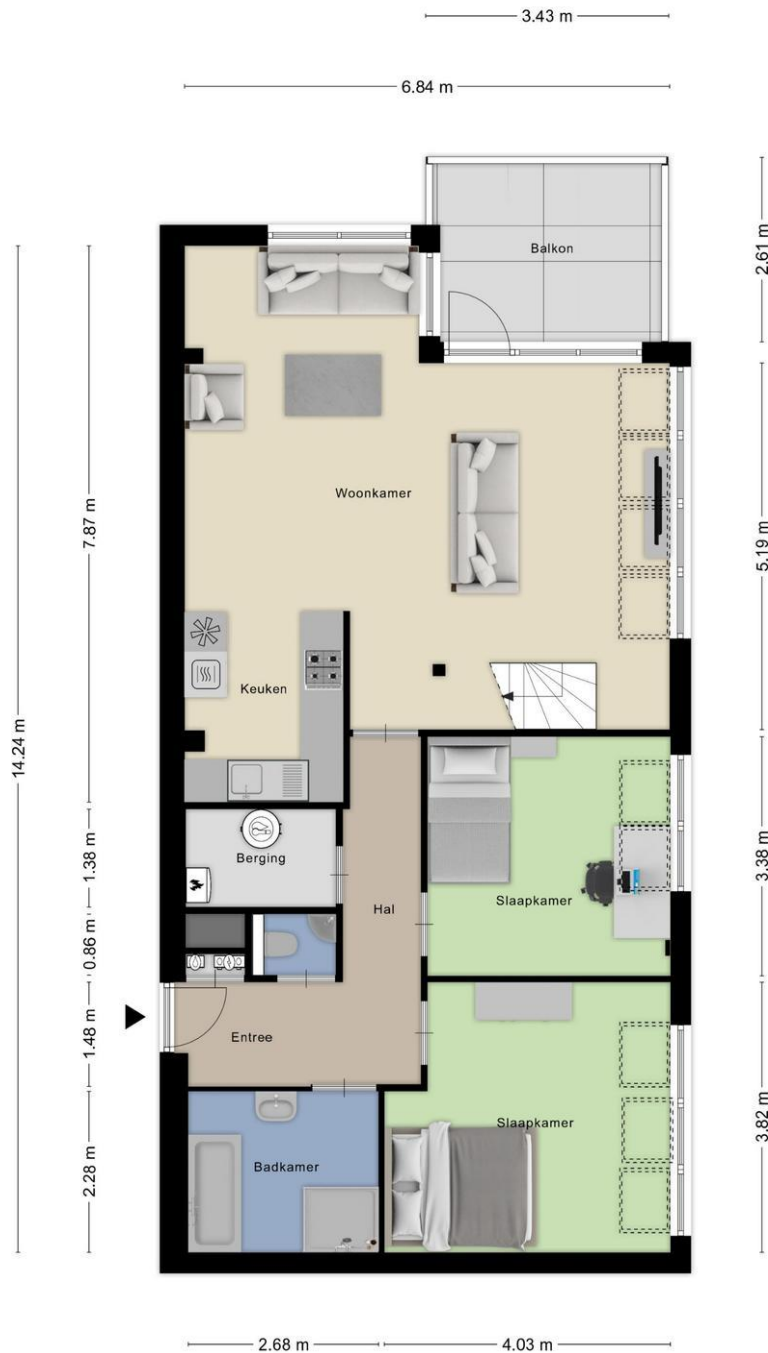 3.43 m
6.84 m
2.61 m
Balkon
7.87 m
Woonkamer
5.19 m
Keuken
14.24 m
1.38 m
Berging
3.38 m
Slaapkamer
Hal
0.86 m
1.48 m
Entree
Slaapkamer
3.82 m
2.28 m
Badkamer
2.68 m
4.03 m